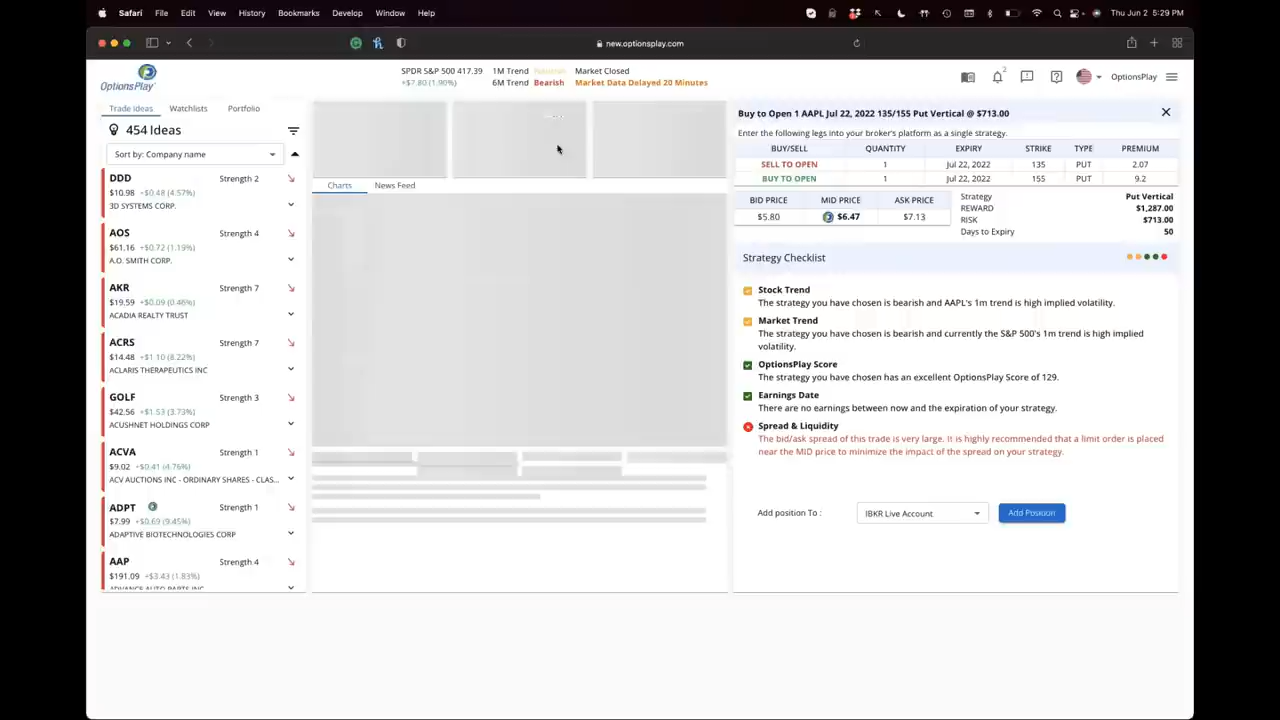 Safari File Edit View History Bookmarks Develop Window Help
Thu Jun 2 5:29 PM
new.optionsplay.com
OptionsPlay
SPDR S&P 500 417.39 1M Trend Neutral Market Closed
+$7.80 (1.90%) 6M Trend Bearish Market Data Delayed 20 Minutes
2
OptionsPlay
Trade Ideas Watchlists Portfolio
454 Ideas
Sort by: Company name
DDD Strength 2
$10.98 +$0.48 (4.57%)
3D SYSTEMS CORP.
AOS Strength 4
$61.16 +$0.72 (1.19%)
A.O. SMITH CORP.
AKR Strength 7
$19.59 +$0.09 (0.46%)
ACADIA REALTY TRUST
ACRS Strength 7
$14.48 +$1.10 (8.22%)
ACLARIS THERAPEUTICS INC
GOLF Strength 3
$42.56 +$1.53 (3.73%)
ACUSHNET HOLDINGS CORP
ACVA Strength 1
$9.02 +$0.41 (4.76%)
ACV AUCTIONS INC - ORDINARY SHARES - CLAS...
ADPT Strength 1
$7.99 +$0.69 (9.45%)
ADAPTIVE BIOTECHNOLOGIES CORP
AAP Strength 4
$191.09 +$3.43 (1.83%)
ADVANCE AUTO PARTS INC
Charts News Feed
Buy to Open 1 AAPL Jul 22, 2022 135/155 Put Vertical @ $713.00
Enter the following legs into your broker's platform as a single strategy.
BUY/SELL QUANTITY EXPIRY STRIKE TYPE PREMIUM
SELL TO OPEN 1 Jul 22, 2022 135 PUT 2.07
BUY TO OPEN 1 Jul 22, 2022 155 PUT 9.2
BID PRICE MID PRICE ASK PRICE
$5.80 $6.47 $7.13
Strategy Put Vertical
REWARD $1,287.00
RISK $713.00
Days to Expiry 50
Strategy Checklist
Stock Trend
The strategy you have chosen is bearish and AAPL's 1m trend is high implied volatility.
Market Trend
The strategy you have chosen is bearish and currently the S&P 500's 1m trend is high implied
volatility.
OptionsPlay Score
The strategy you have chosen has an excellent OptionsPlay Score of 129.
Earnings Date
There are no earnings between now and the expiration of your strategy.
Spread & Liquidity
The bid/ask spread of this trade is very large. It is highly recommended that a limit order is placed
near the MID price to minimize the impact of the spread on your strategy.
Add position To : IBKR Live Account Add Position